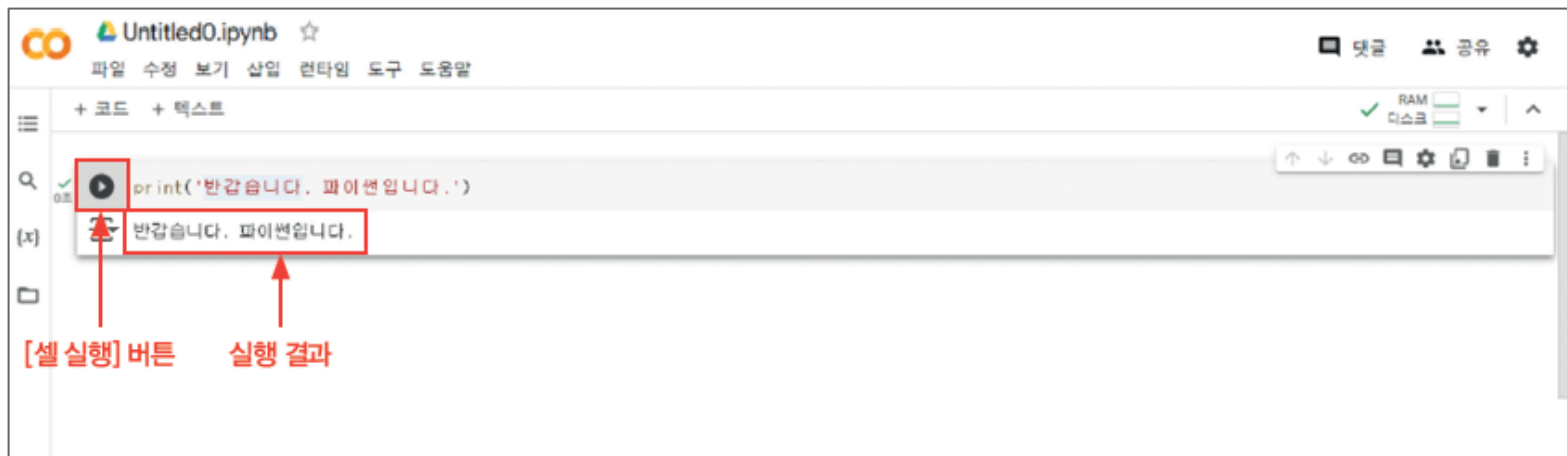 Untitled0.ipynb
댓글 공유
파일 수정 보기 삽입 런타임 도구 도움말
+ 코드 + 텍스트
RAM
디스크
print('반갑습니다. 파이썬입니다.')
0초
{x}
반갑습니다. 파이썬입니다.
[셀 실행] 버튼 실행 결과